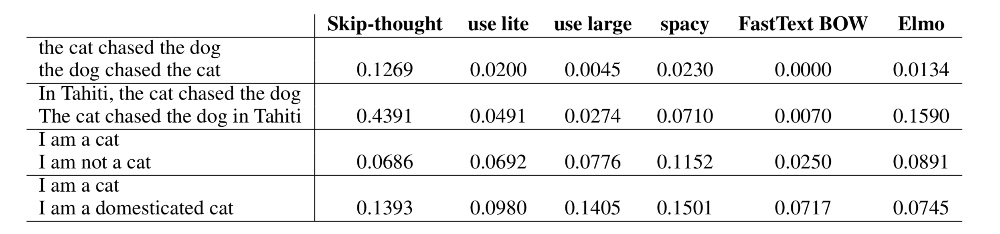 Skip-thought use lite use large spacy FastText BOW Elmo
the cat chased the dog
the dog chased the cat 0.1269 0.0200 0.0045 0.0230 0.0000 0.0134
In Tahiti, the cat chased the dog
The cat chased the dog in Tahiti 0.4391 0.0491 0.0274 0.0710 0.0070 0.1590
I am a cat
I am not a cat 0.0686 0.0692 0.0776 0.1152 0.0250 0.0891
I am a cat
I am a domesticated cat 0.1393 0.0980 0.1405 0.1501 0.0717 0.0745